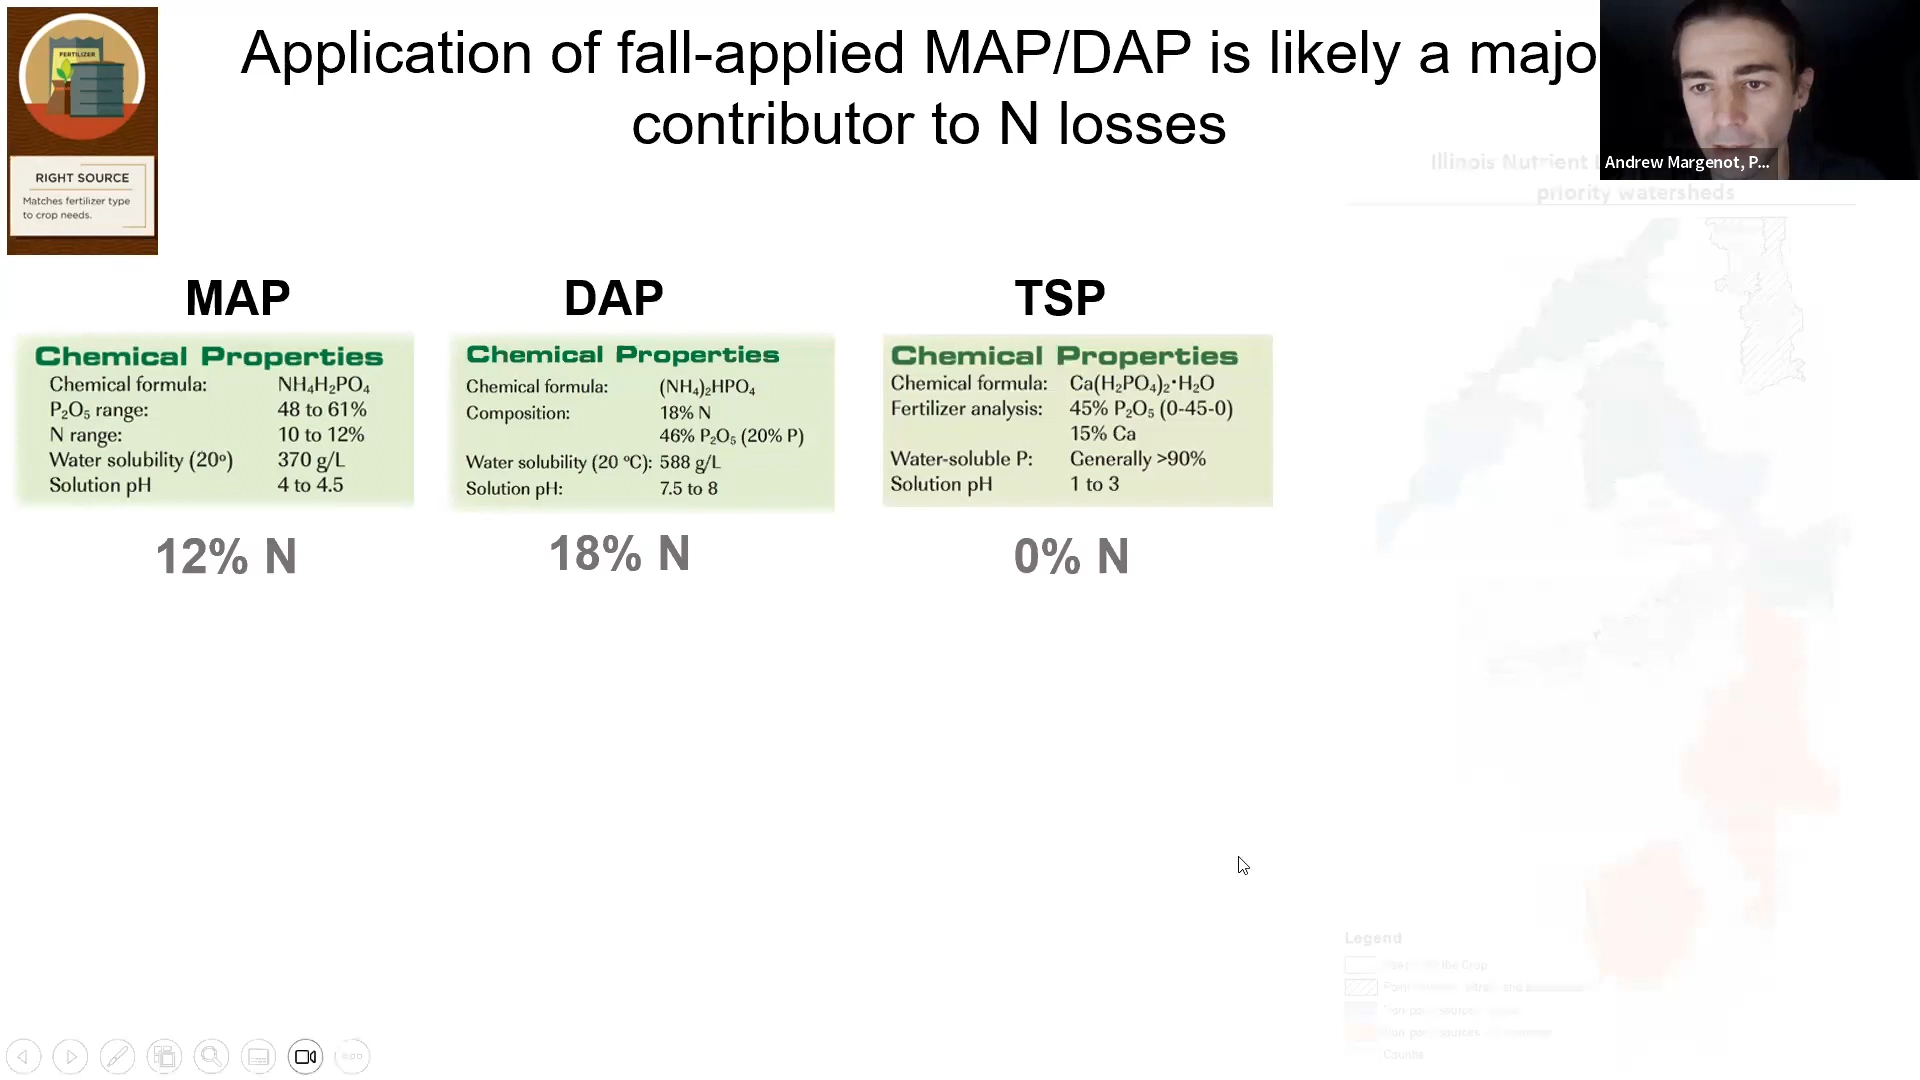 Application of fall-applied MAP/DAP is likely a majo
contributor to N losses
FERTILIZER
RIGHT SOURCE
Matches fertilizer type
to crop needs.
Andrew Margenot, P...
Illinois Nutrient
priority watersheds
MAP
Chemical Properties
Chemical formula: NH₄H₂PO₄
P₂O₅ range: 48 to 61%
N range: 10 to 12%
Water solubility (20º) 370 g/L
Solution pH 4 to 4.5
12% N
DAP
Chemical Properties
Chemical formula: (NH₄)₂HPO₄
Composition: 18% N
46% P₂O₅ (20% P)
Water solubility (20 ºC): 588 g/L
Solution pH: 7.5 to 8
18% N
TSP
Chemical Properties
Chemical formula: Ca(H₂PO₄)₂•H₂O
Fertilizer analysis: 45% P₂O₅ (0-45-0)
15% Ca
Water-soluble P: Generally >90%
Solution pH 1 to 3
0% N
Legend